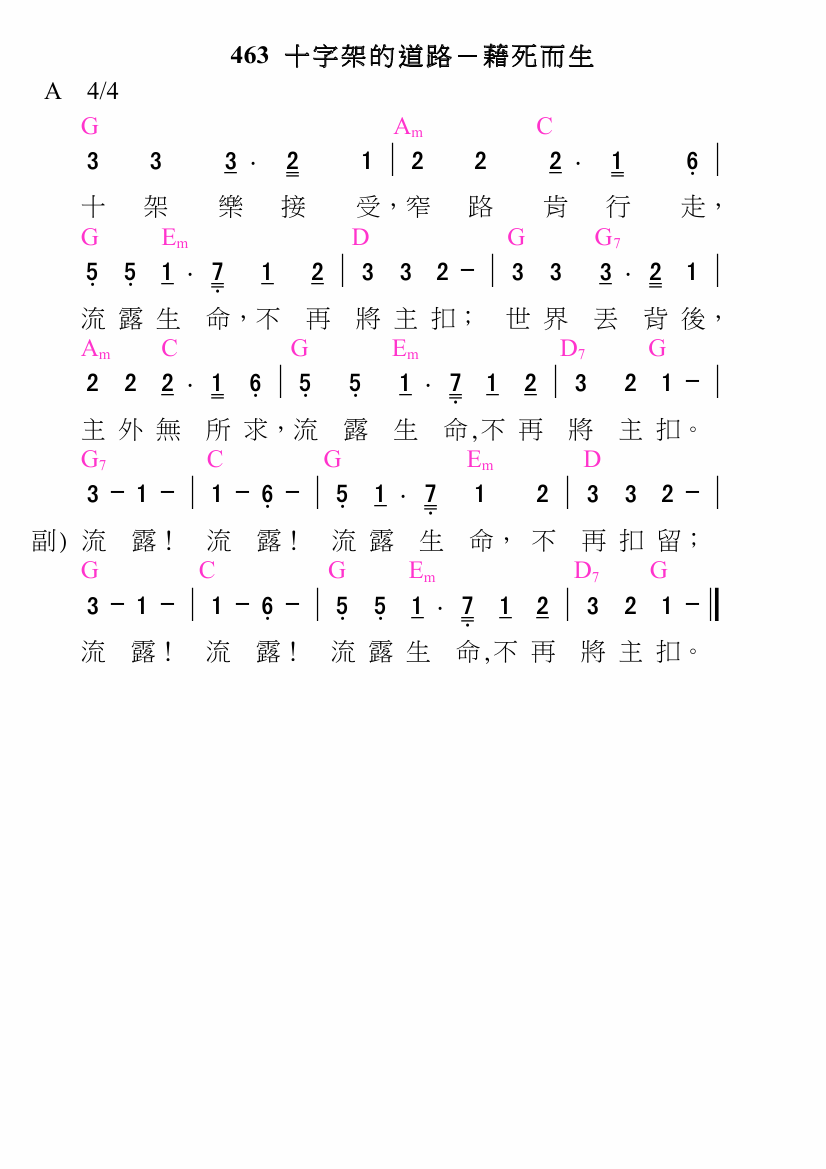 463 十字架的道路－藉死而生
A 4/4
G Am C
3 3 3 · 2 1 | 2 2 2 · 1 6 |
十 架 樂 接 受，窄 路 肯 行 走，
G Em D G G7
5 5 1 · 7 1 2 | 3 3 2 － | 3 3 3 · 2 1 |
流 露 生 命，不 再 將 主 扣； 世 界 丟 背 後，
Am C G Em D7 G
2 2 2 · 1 6 | 5 5 1 · 7 1 2 | 3 2 1 － |
主 外 無 所 求，流 露 生 命,不 再 將 主 扣。
G7 C G Em D
3 － 1 － | 1 － 6 － | 5 1 · 7 1 2 | 3 3 2 － |
副) 流 露！ 流 露！ 流 露 生 命， 不 再 扣 留；
G C G Em D7 G
3 － 1 － | 1 － 6 － | 5 5 1 · 7 1 2 | 3 2 1 － ‖
流 露！ 流 露！ 流 露 生 命,不 再 將 主 扣。